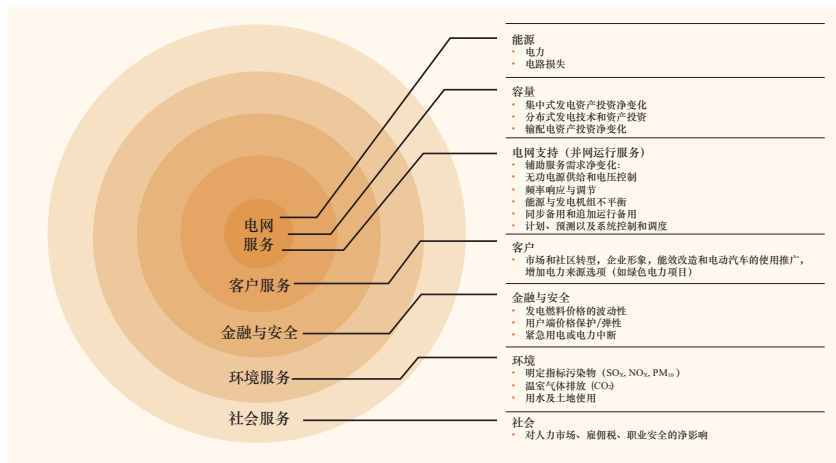 电网
服务
客户服务
金融与安全
环境服务
社会服务
能源
• 电力
• 电路损失
容量
• 集中式发电资产投资净变化
• 分布式发电技术和资产投资
• 输配电资产投资净变化
电网支持（并网运行服务）
• 辅助服务需求净变化：
• 无功电源供给和电压控制
• 频率响应与调节
• 能源与发电机组不平衡
• 同步备用和追加运行备用
• 计划、预测以及系统控制和调度
客户
• 市场和社区转型，企业形象，能效改造和电动汽车的使用推广，
增加电力来源选项（如绿色电力项目）
金融与安全
• 发电燃料价格的波动性
• 用户端价格保护/弹性
• 紧急用电或电力中断
环境
• 明定指标污染物（SOₓ, NOₓ, PM₁₀ ）
• 温室气体排放 (CO₂)
• 用水及土地使用
社会
• 对人力市场、雇佣税、职业安全的净影响